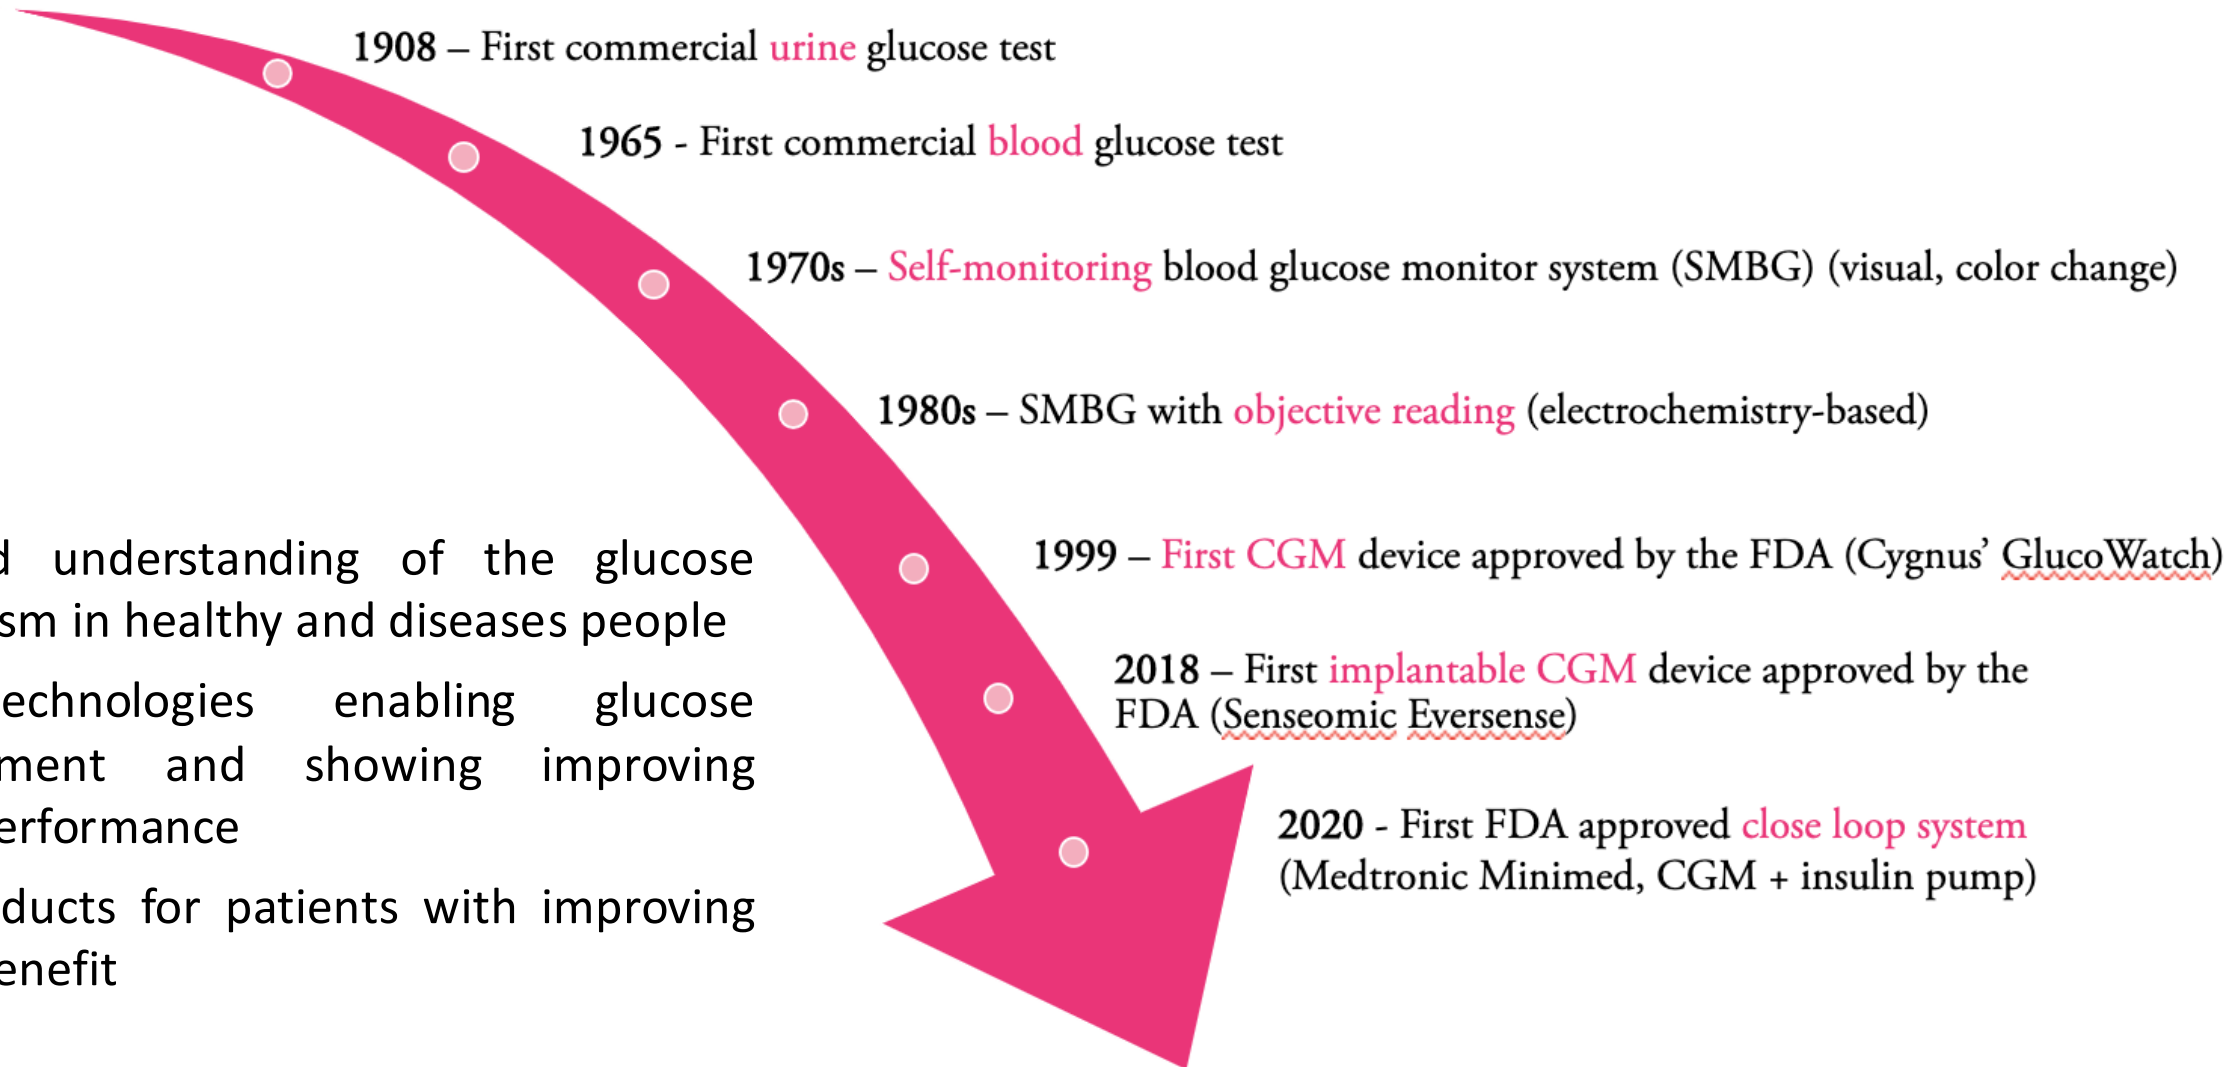 1908 – First commercial urine glucose test
1965 - First commercial blood glucose test
1970s – Self-monitoring blood glucose monitor system (SMBG) (visual, color change)
1980s – SMBG with objective reading (electrochemistry-based)
1999 – First CGM device approved by the FDA (Cygnus’ GlucoWatch)
2018 – First implantable CGM device approved by the
FDA (Senseomic Eversense)
2020 - First FDA approved close loop system
(Medtronic Minimed, CGM + insulin pump)
understanding of the glucose
sm in healthy and diseases people
echnologies enabling glucose
ment and showing improving
erformance
ducts for patients with improving
enefit